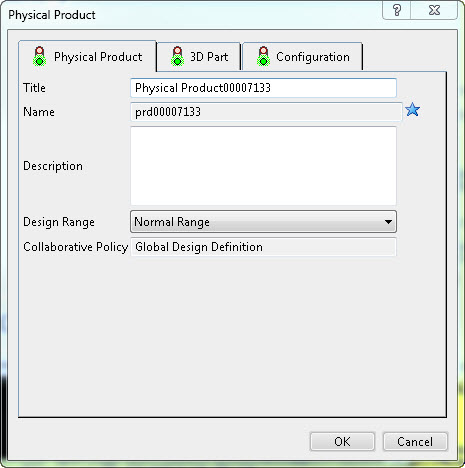 Physical Product
Physical Product 3D Part Configuration
Title Physical Product00007133
Name prd00007133
Description
Design Range Normal Range
Collaborative Policy Global Design Definition
OK Cancel